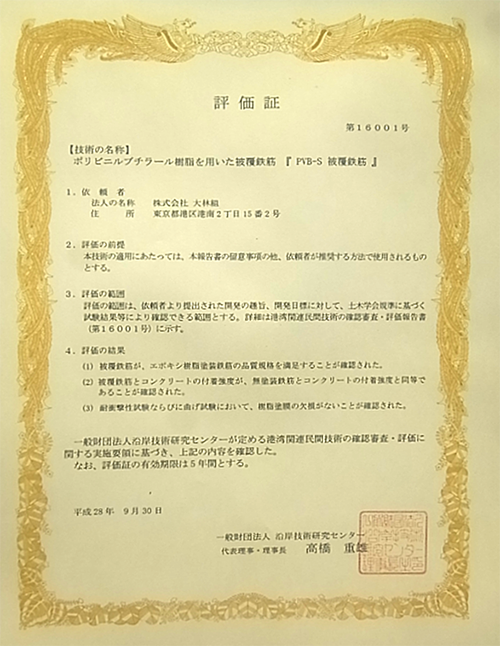 評価証
第16001号
【技術の名称】
ポリビニルブチラール樹脂を用いた被覆鉄筋 『 PVB-S 被覆鉄筋 』
1．依 頼 者
法人の名称 株式会社 大林組
住 所 東京都港区港南2丁目15番2号
2．評価の前提
本技術の適用にあたっては、本報告書の留意事項の他、依頼者が推奨する方法で使用されるもの
とする。
3．評価の範囲
評価の範囲は、依頼者より提出された開発の趣旨、開発目標に対して、土木学会規準に基づく
試験結果等により確認できる範囲とする。詳細は港湾関連民間技術の確認審査・評価報告書
（第16001号）に示す。
4．評価の結果
(1) 被覆鉄筋が、エポキシ樹脂塗装鉄筋の品質規格を満足することが確認された。
(2) 被覆鉄筋とコンクリートの付着強度が、無塗装鉄筋とコンクリートの付着強度と同等で
あることが確認された。
(3) 耐衝撃性試験ならびに曲げ試験において、樹脂塗膜の欠損がないことが確認された。
一般財団法人沿岸技術研究センターが定める港湾関連民間技術の確認審査・評価に
関する実施要領に基づき、上記の内容を確認した。
なお、評価証の有効期限は5年間とする。
平成28年 9月30日
一般財団法人 沿岸技術研究センター
代表理事・理事長 高橋 重雄